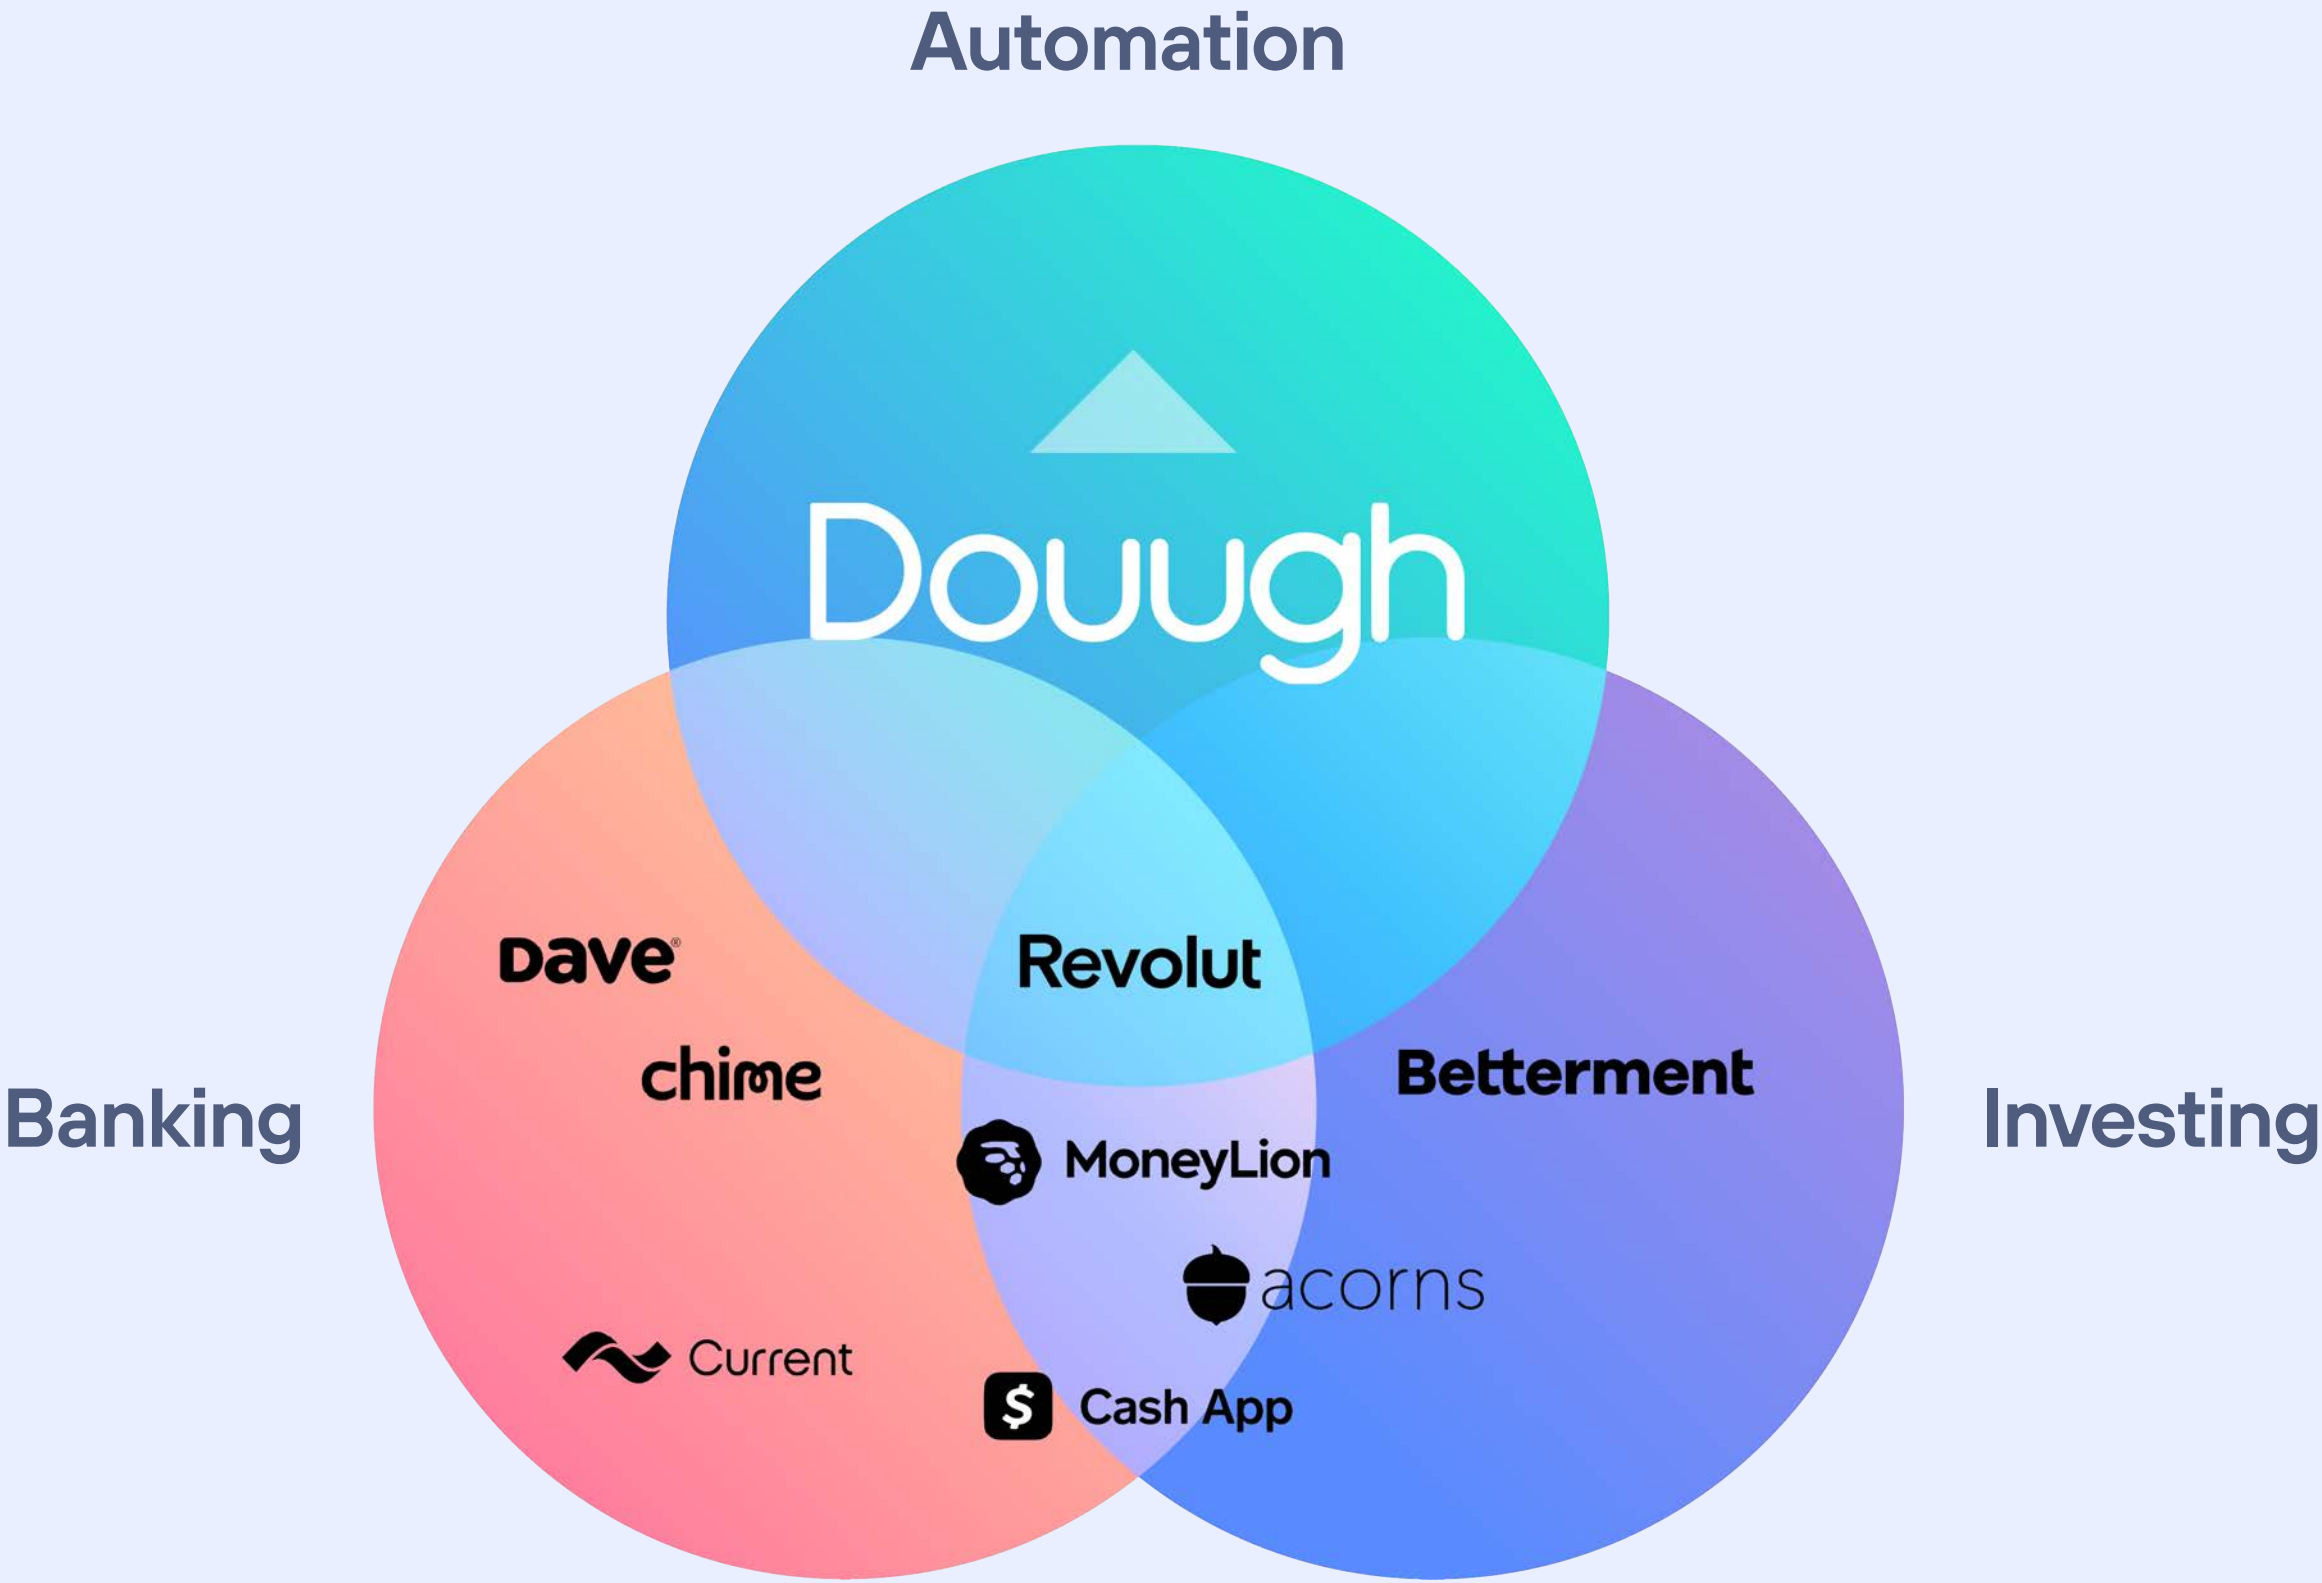 Automation
Douugh
Dave®
Revolut
chime
Betterment
Banking
Investing
MoneyLion
acorns
Current
$ Cash App